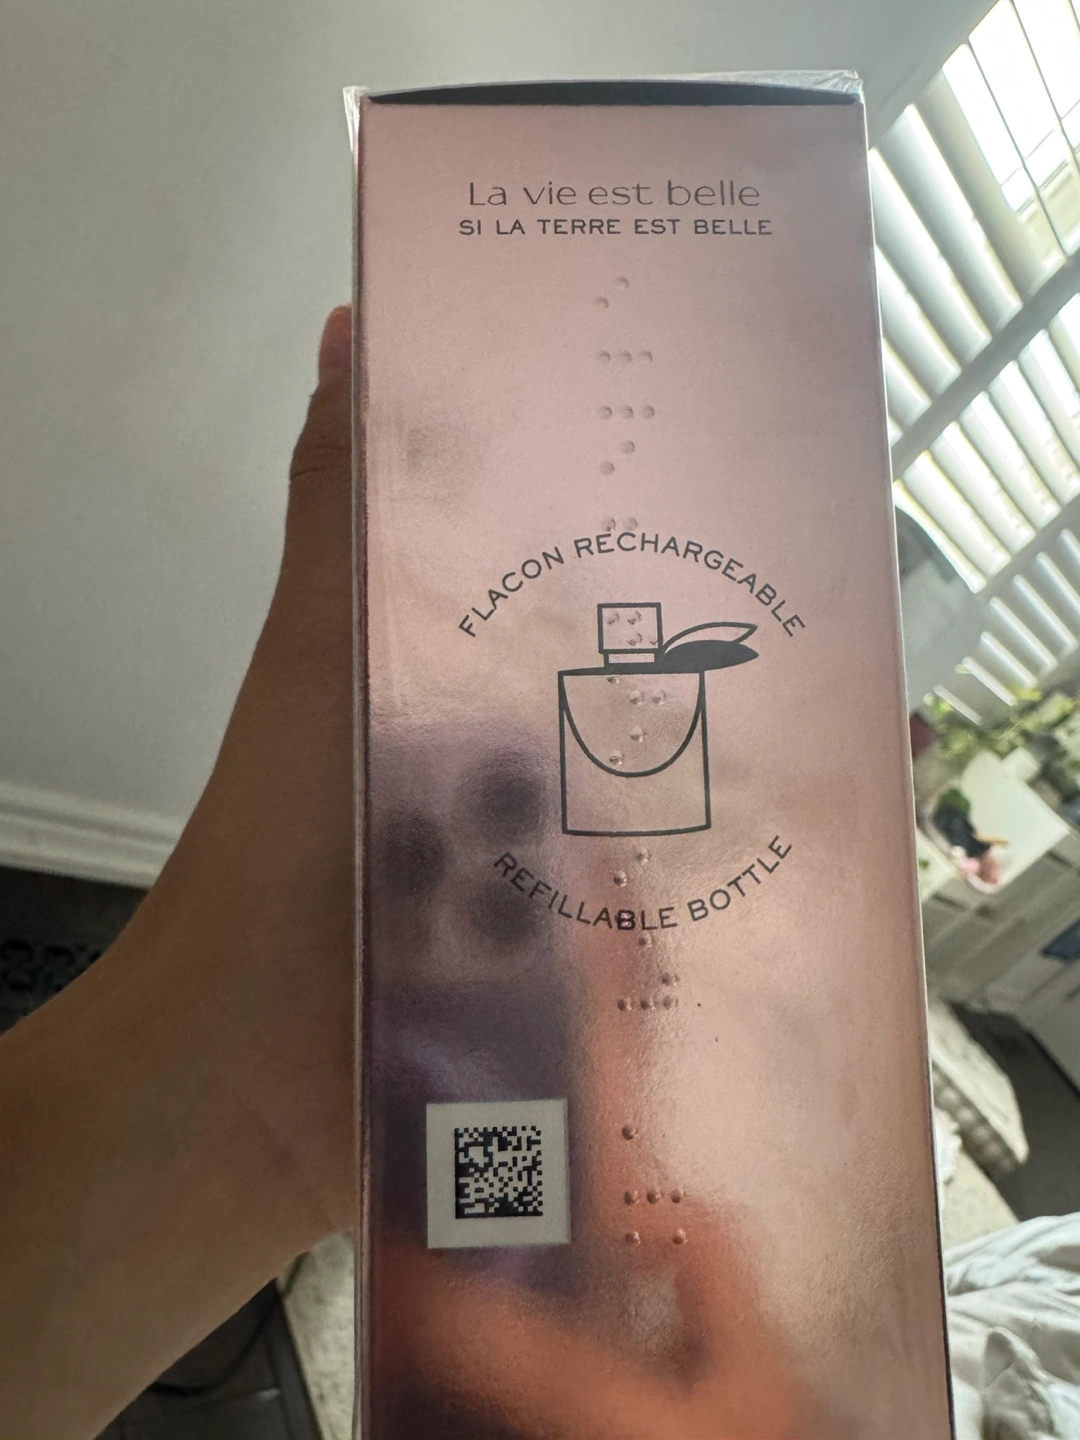 La vie est belle
SI LA TERRE EST BELLE
FLACON RECHARGEABLE
REFILLABLE BOTTLE